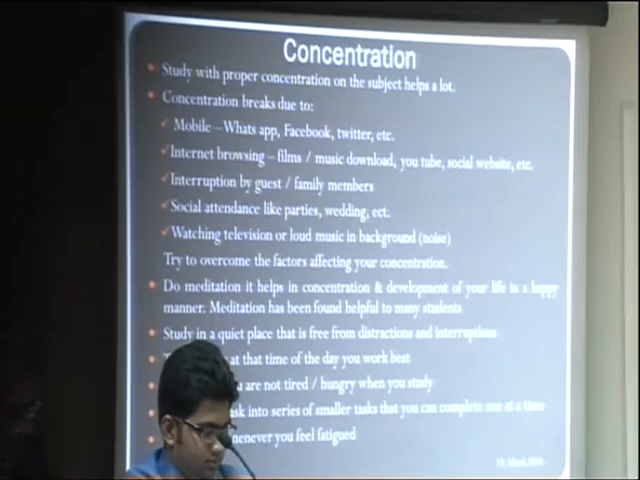 Concentration
Study with proper concentration on the subject helps a lot.
Concentration breaks due to:
Mobile – Whats app, Facebook, twitter, etc.
Internet browsing – films / music download, you tube, social website, etc.
Interruption by guest / family members
Social attendance like parties, wedding, ect.
Watching television or loud music in background (noise)
Try to overcome the factors affecting your concentration.
Do meditation it helps in concentration & development of your life in a happy
manner. Meditation has been found helpful to many students
Study in a quiet place that is free from distractions and interruptions
at that time of the day you work best
are not tired / hungry when you study
into series of smaller tasks that you can complete one at a time
you feel fatigued